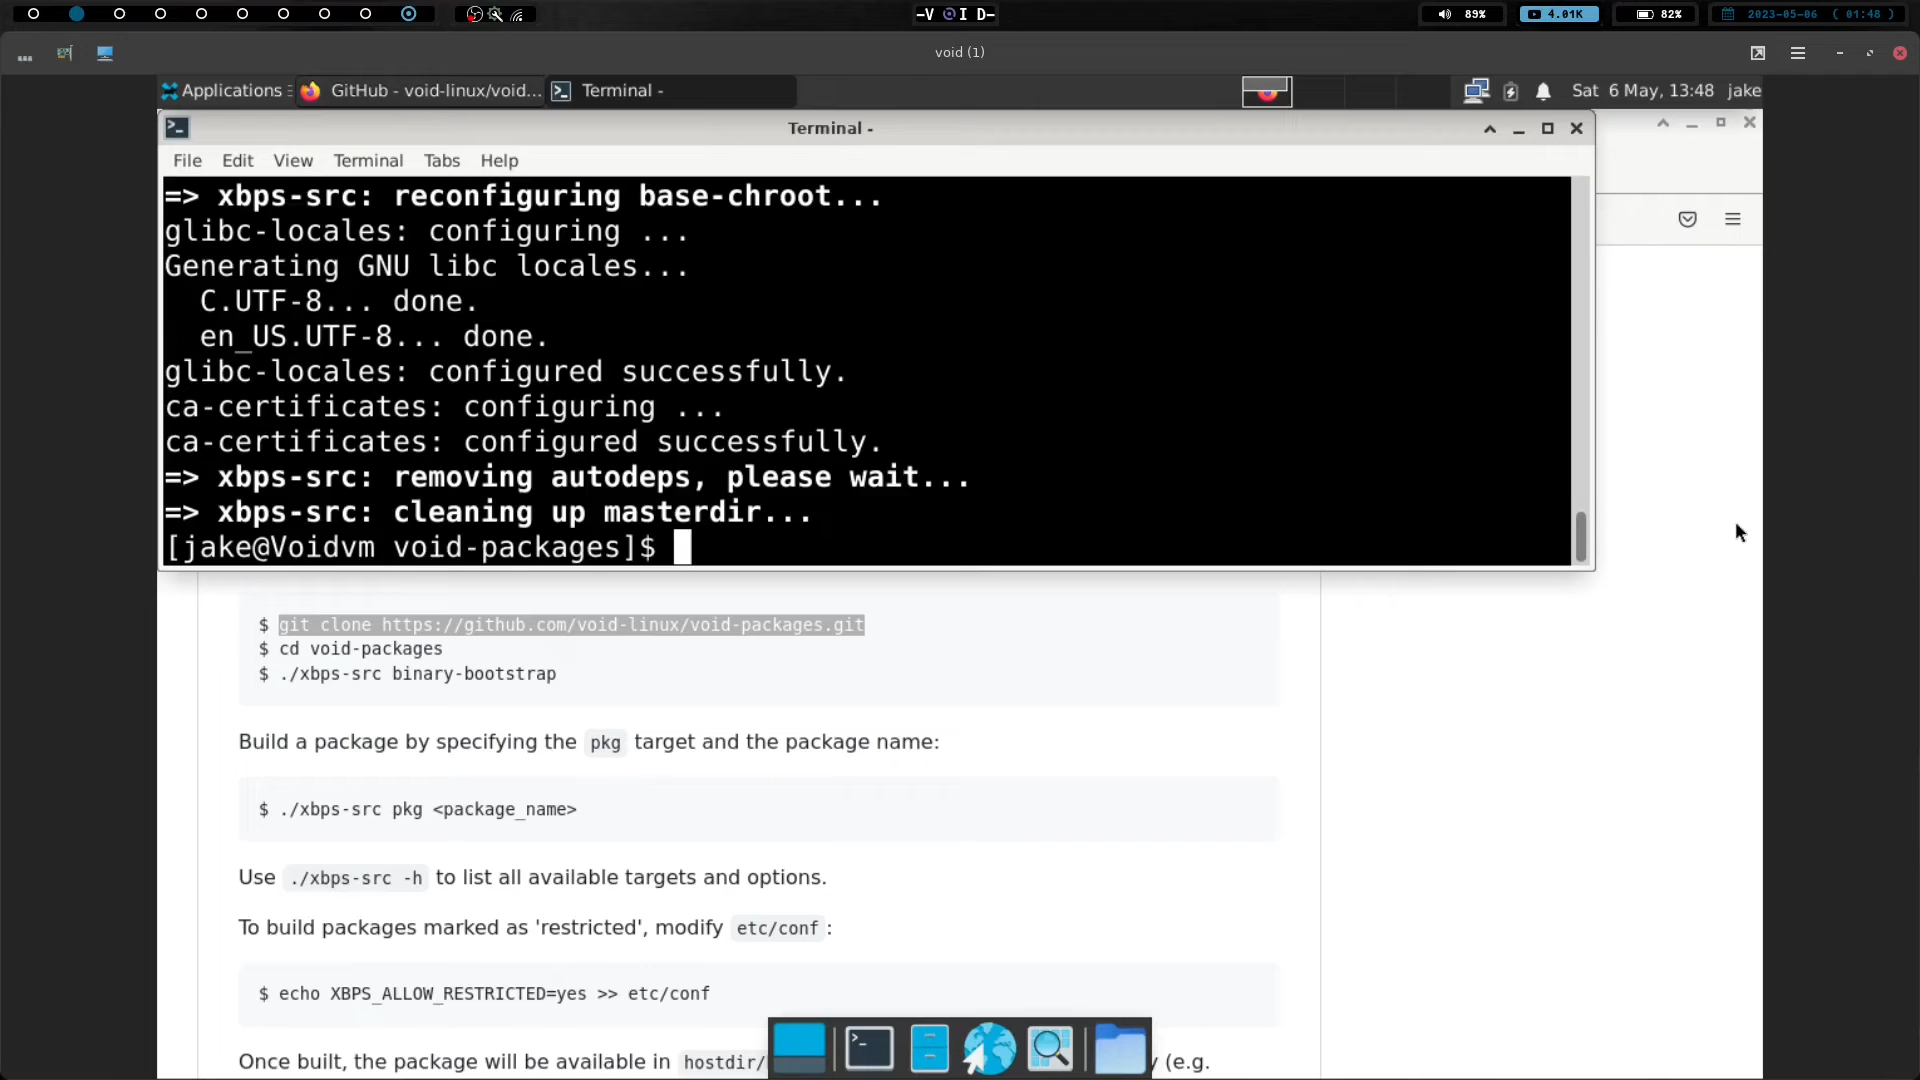 89%
4.01K
82%
2023-05-06 ( 01:48 )
-V I D-
void (1)
Applications
GitHub - void-linux/void...
Terminal -
Sat 6 May, 13:48
jake
Terminal -
File Edit View Terminal Tabs Help
=> xbps-src: reconfiguring base-chroot...
glibc-locales: configuring ...
Generating GNU libc locales...
C.UTF-8... done.
en_US.UTF-8... done.
glibc-locales: configured successfully.
ca-certificates: configuring ...
ca-certificates: configured successfully.
=> xbps-src: removing autodeps, please wait...
=> xbps-src: cleaning up masterdir...
[jake@Voidvm void-packages]$
$ git clone https://github.com/void-linux/void-packages.git
$ cd void-packages
$ ./xbps-src binary-bootstrap
Build a package by specifying the pkg target and the package name:
$ ./xbps-src pkg <package_name>
Use ./xbps-src -h to list all available targets and options.
To build packages marked as 'restricted', modify etc/conf:
$ echo XBPS_ALLOW_RESTRICTED=yes >> etc/conf
Once built, the package will be available in hostdir/
(e.g.